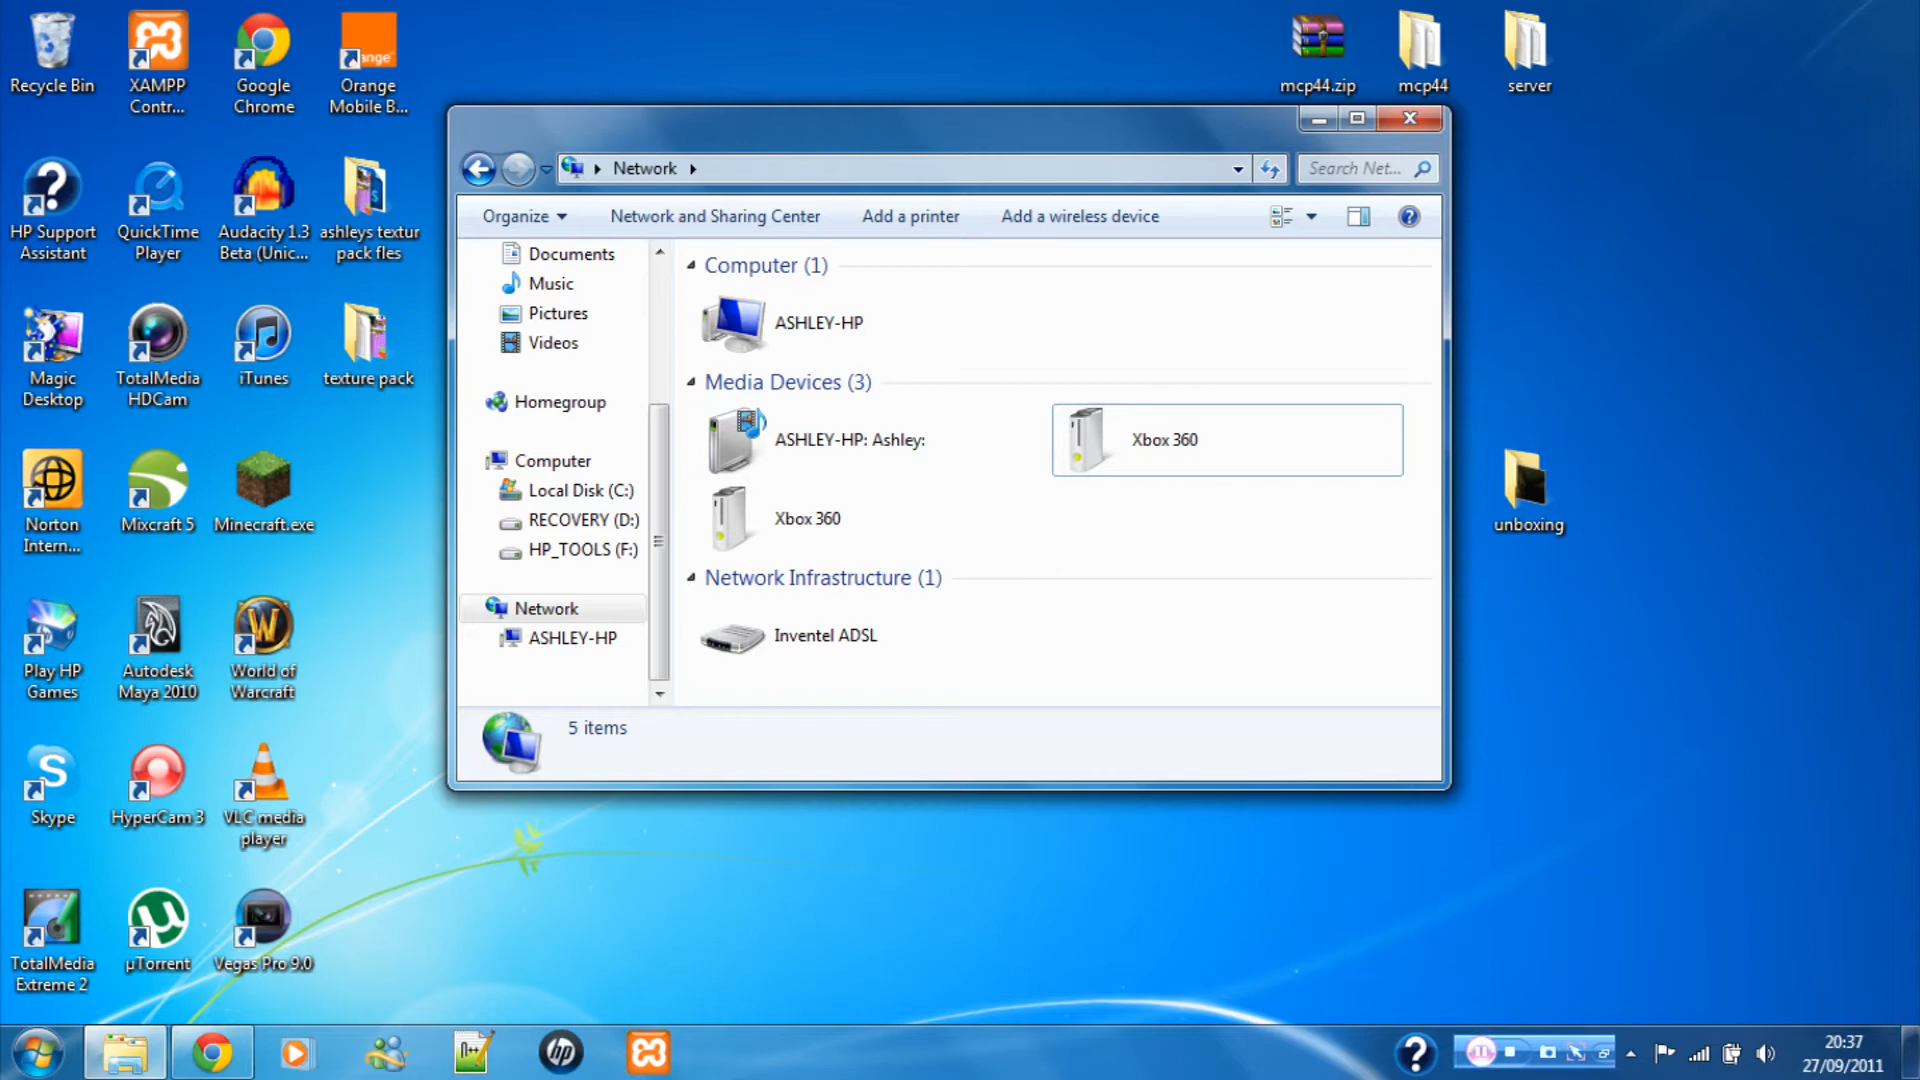 Recycle Bin
XAMPP
Contr...
Google
Chrome
Orange
Mobile B...
mcp44.zip
mcp44
server
HP Support
Assistant
QuickTime
Player
Audacity 1.3
Beta (Unic...
ashleys textur
pack fles
Magic
Desktop
TotalMedia
HDCam
iTunes
texture pack
Norton
Intern...
Mixcraft 5
Minecraft.exe
unboxing
Play HP
Games
Autodesk
Maya 2010
World of
Warcraft
Skype
HyperCam 3
VLC media
player
TotalMedia
Extreme 2
µTorrent
Vegas Pro 9.0
Network
Search Net...
Organize
Network and Sharing Center
Add a printer
Add a wireless device
Documents
Music
Pictures
Videos
Homegroup
Computer
Local Disk (C:)
RECOVERY (D:)
HP_TOOLS (F:)
Network
ASHLEY-HP
Computer (1)
ASHLEY-HP
Media Devices (3)
ASHLEY-HP: Ashley:
Xbox 360
Xbox 360
Network Infrastructure (1)
Inventel ADSL
5 items
20:37
27/09/2011